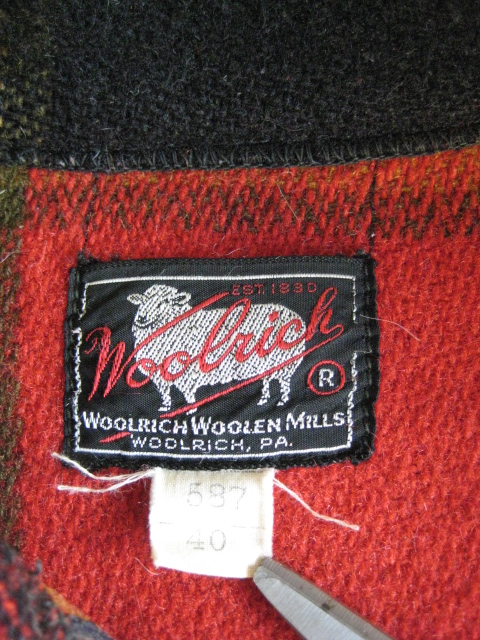 EST. 1830
Woolrich
R
WOOLRICH WOOLEN MILLS
WOOLRICH, PA.
587
40